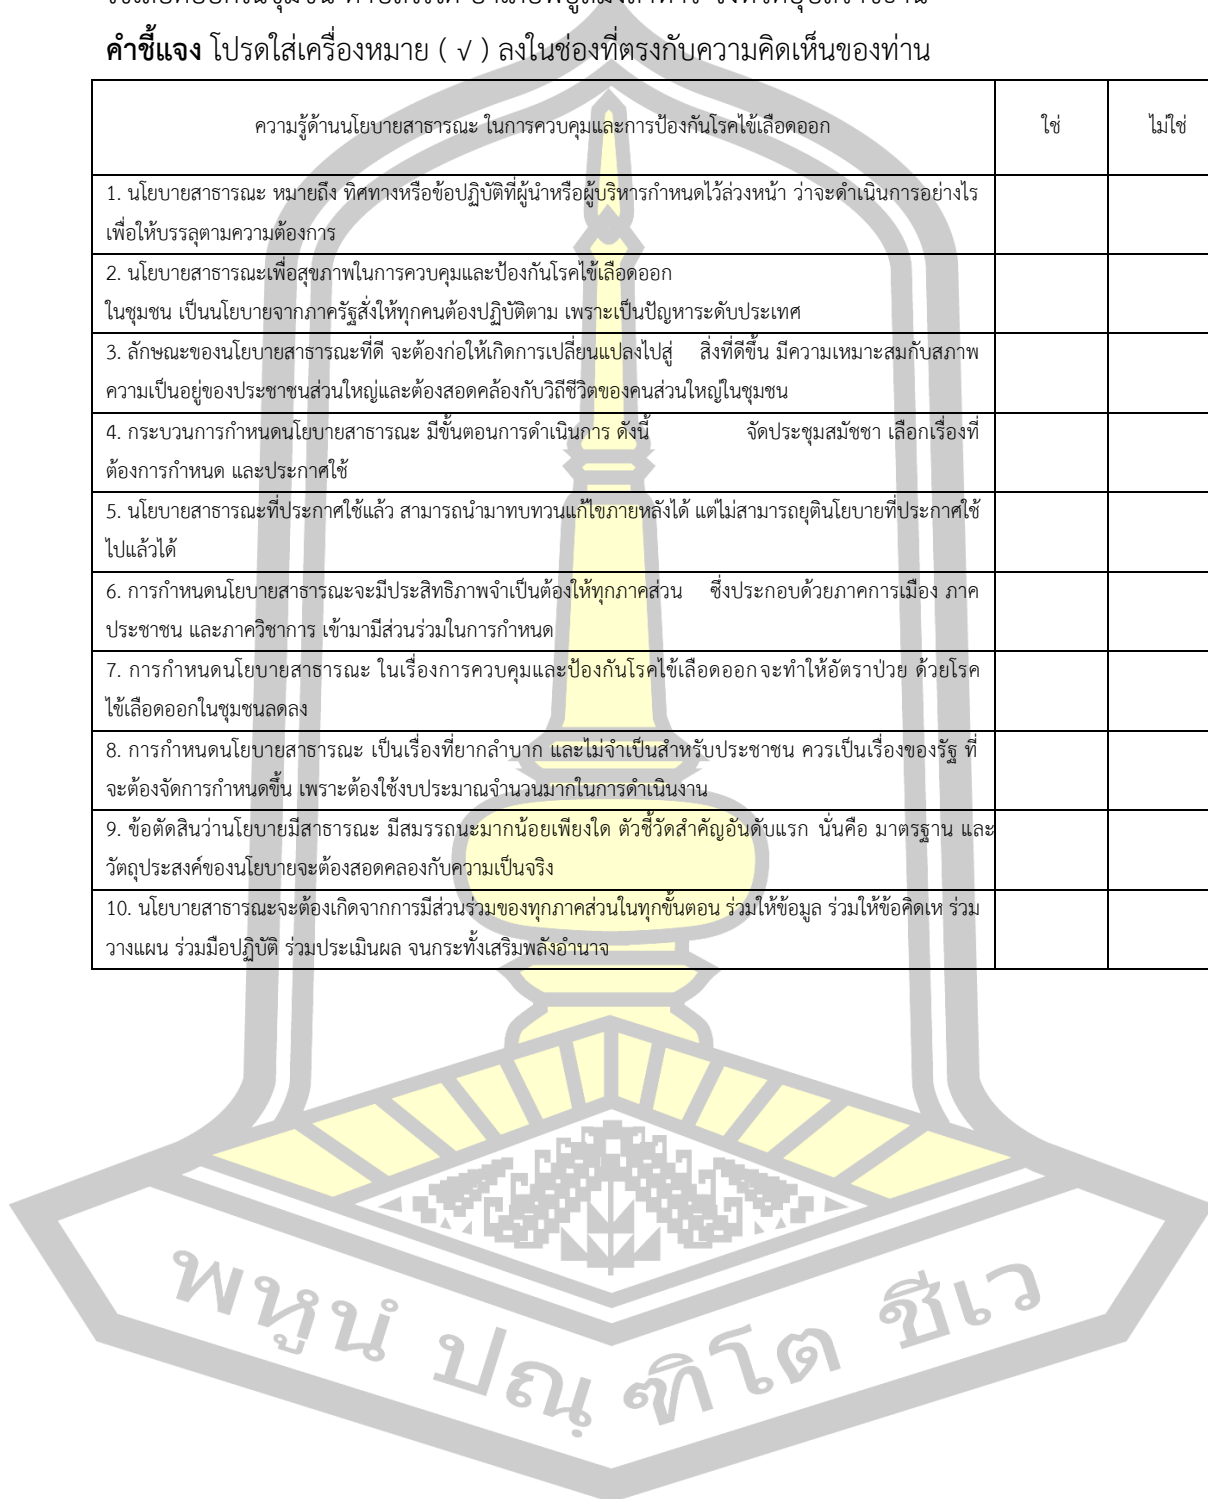 คำชี้แจง โปรดใส่เครื่องหมาย ( √ ) ลงในช่องที่ตรงกับความคิดเห็นของท่าน
ความรู้ด้านนโยบายสาธารณะ ในการควบคุมและการป้องกันโรคไข้เลือดออก ใช่ ไม่ใช่
1. นโยบายสาธารณะ หมายถึง ทิศทางหรือข้อปฏิบัติที่ผู้นำหรือผู้บริหารกำหนดไว้ล่วงหน้า ว่าจะดำเนินการอย่างไร
เพื่อให้บรรลุตามความต้องการ
2. นโยบายสาธารณะเพื่อสุขภาพในการควบคุมและป้องกันโรคไข้เลือดออก
ในชุมชน เป็นนโยบายจากภาครัฐสั่งให้ทุกคนต้องปฏิบัติตาม เพราะเป็นปัญหาระดับประเทศ
3. ลักษณะของนโยบายสาธารณะที่ดี จะต้องก่อให้เกิดการเปลี่ยนแปลงไปสู่ สิ่งที่ดีขึ้น มีความเหมาะสมกับสภาพ
ความเป็นอยู่ของประชาชนส่วนใหญ่และต้องสอดคล้องกับวิถีชีวิตของคนส่วนใหญ่ในชุมชน
4. กระบวนการกำหนดนโยบายสาธารณะ มีขั้นตอนการดำเนินการ ดังนี้ จัดประชุมสมัชชา เลือกเรื่องที่
ต้องการกำหนด และประกาศใช้
5. นโยบายสาธารณะที่ประกาศใช้แล้ว สามารถนำมาทบทวนแก้ไขภายหลังได้ แต่ไม่สามารถยุตินโยบายที่ประกาศใช้
ไปแล้วได้
6. การกำหนดนโยบายสาธารณะจะมีประสิทธิภาพจำเป็นต้องให้ทุกภาคส่วน ซึ่งประกอบด้วยภาคการเมือง ภาค
ประชาชน และภาควิชาการ เข้ามามีส่วนร่วมในการกำหนด
7. การกำหนดนโยบายสาธารณะ ในเรื่องการควบคุมและป้องกันโรคไข้เลือดออกจะทำให้อัตราป่วย ด้วยโรค
ไข้เลือดออกในชุมชนลดลง
8. การกำหนดนโยบายสาธารณะ เป็นเรื่องที่ยากลำบาก และไม่จำเป็นสำหรับประชาชน ควรเป็นเรื่องของรัฐ ที่
จะต้องจัดการกำหนดขึ้น เพราะต้องใช้งบประมาณจำนวนมากในการดำเนินงาน
9. ข้อตัดสินว่านโยบายมีสาธารณะ มีสมรรถนะมากน้อยเพียงใด ตัวชี้วัดสำคัญอันดับแรก นั่นคือ มาตรฐาน และ
วัตถุประสงค์ของนโยบายจะต้องสอดคลองกับความเป็นจริง
10. นโยบายสาธารณะจะต้องเกิดจากการมีส่วนร่วมของทุกภาคส่วนในทุกขั้นตอน ร่วมให้ข้อมูล ร่วมให้ข้อคิดเห ร่วม
วางแผน ร่วมมือปฏิบัติ ร่วมประเมินผล จนกระทั้งเสริมพลังอำนาจ
พหูนํ ปณฺฑิโต ชีเว